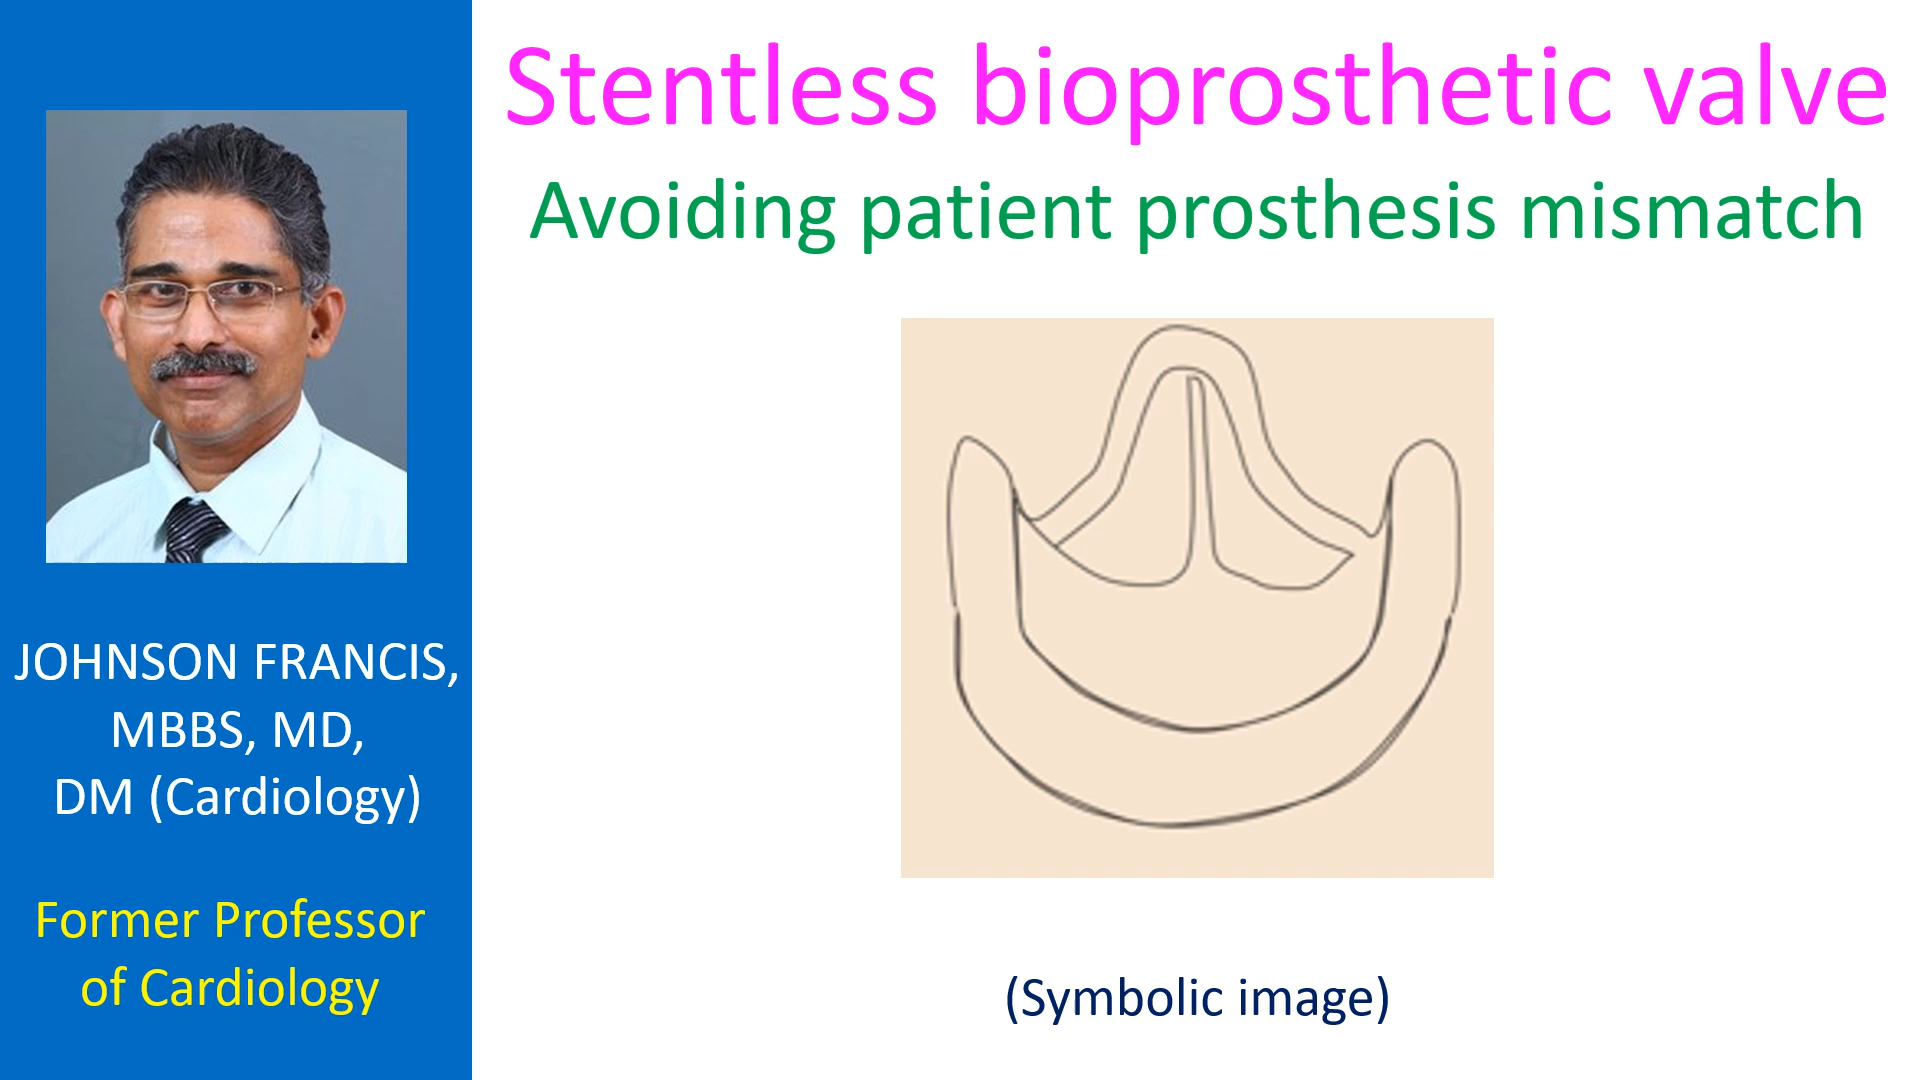 Stentless bioprosthetic valve
Avoiding patient prosthesis mismatch
JOHNSON FRANCIS,
MBBS, MD,
DM (Cardiology)
Former Professor
of Cardiology
(Symbolic image)